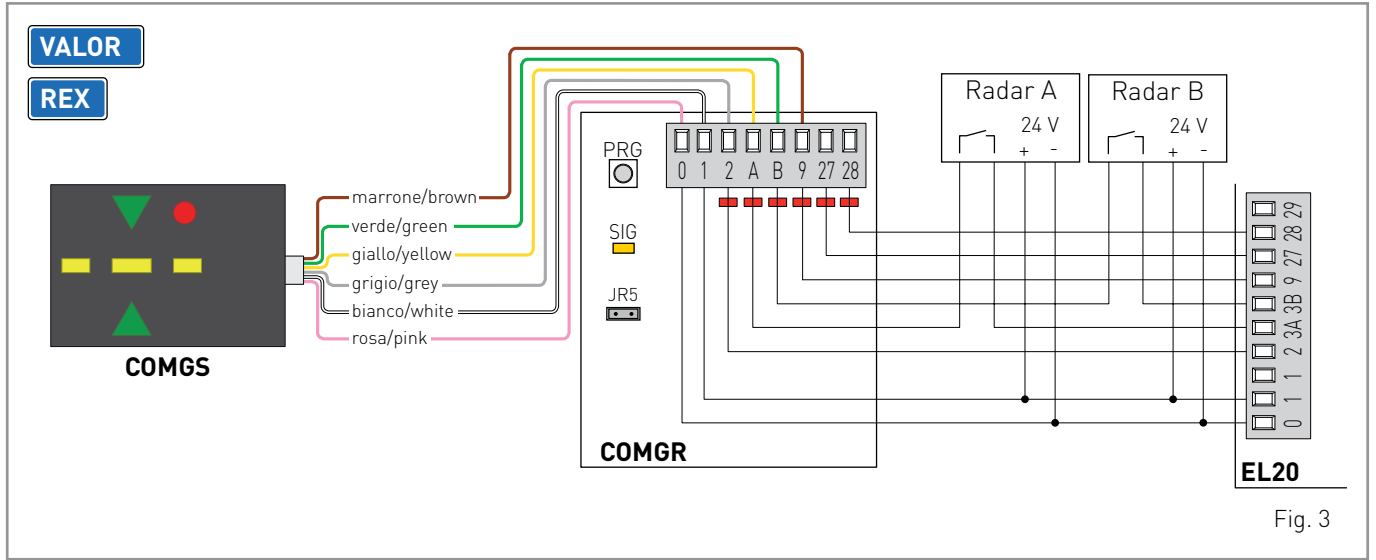 VALOR
REX
COMGS
marrone/brown
verde/green
giallo/yellow
grigio/grey
bianco/white
rosa/pink
PRG
SIG
JR5
0 1 2 A B 9 27 28
COMGR
Radar A
24 V
+ -
Radar B
24 V
+ -
29
28
27
9
3B
3A
2
1
1
0
EL20
Fig. 3